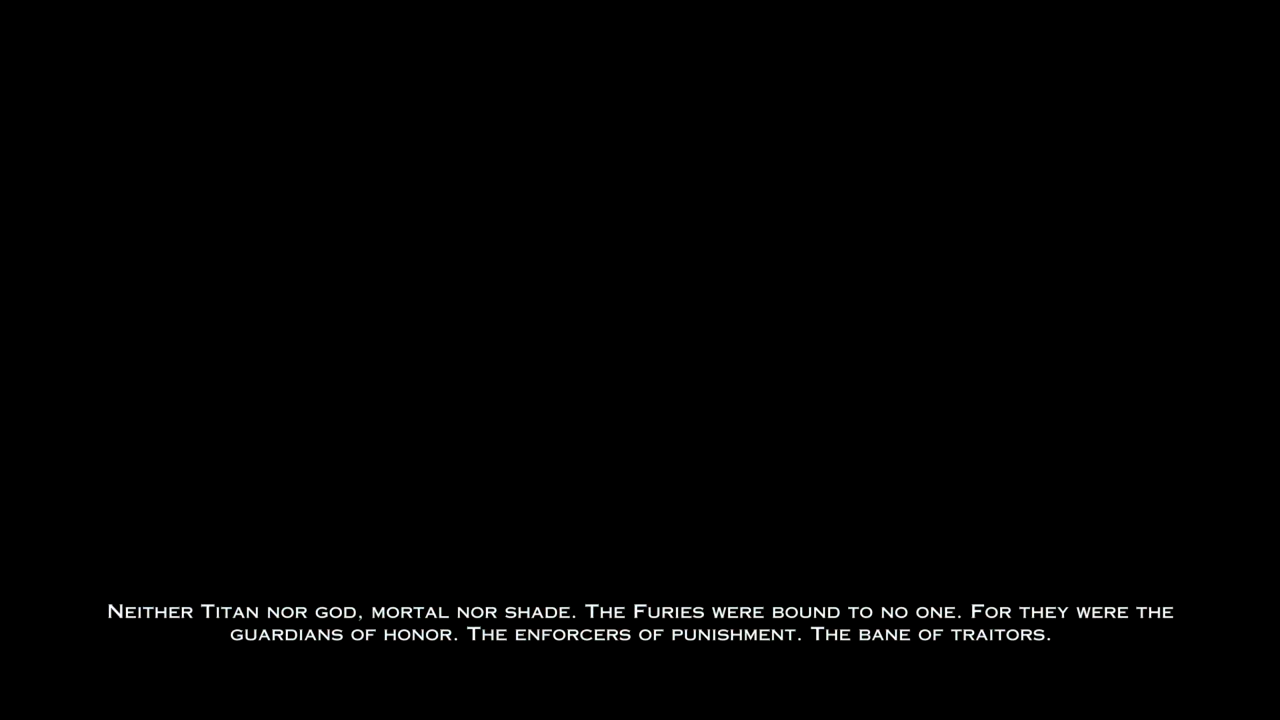 Neither Titan nor god, mortal nor shade. The Furies were bound to no one. For they were the
guardians of honor. The enforcers of punishment. The bane of traitors.